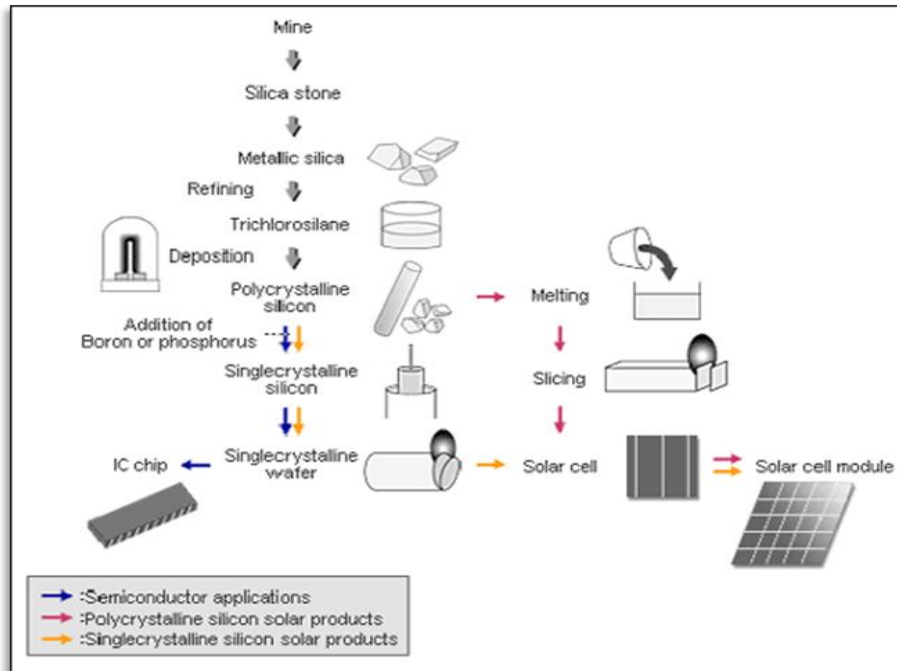 Mine
Silica stone
Metallic silica
Refining
Trichlorosilane
Deposition
Polycrystalline
silicon
Melting
Addition of
Boron or phosphorus
Singlecrystalline
silicon
Slicing
IC chip
Singlecrystalline
wafer
Solar cell
Solar cell module
:Semiconductor applications
:Polycrystalline silicon solar products
:Singlecrystalline silicon solar products